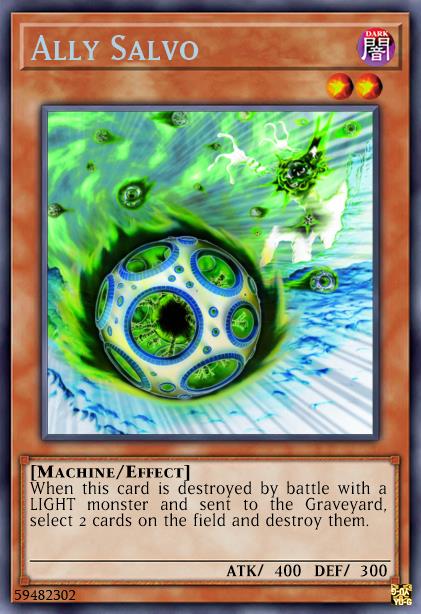 ALLY SALVO
DARK
闇
[MACHINE/EFFECT]
When this card is destroyed by battle with a
LIGHT monster and sent to the Graveyard,
select 2 cards on the field and destroy them.
ATK/ 400 DEF/ 300
59482302